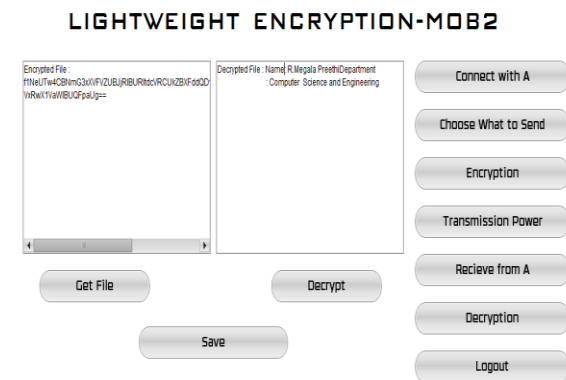 LIGHTWEIGHT ENCRYPTION-MOB2
Encrypted File :
VxRwX1VaWlBUQFpaUg==
Decrypted File : Name: R.Megala PreethiDepartment
: Computer Science and Engineering
Connect with A
Choose What to Send
Encryption
Transmission Power
Recieve from A
Decryption
Logout
Get File
Decrypt
Save